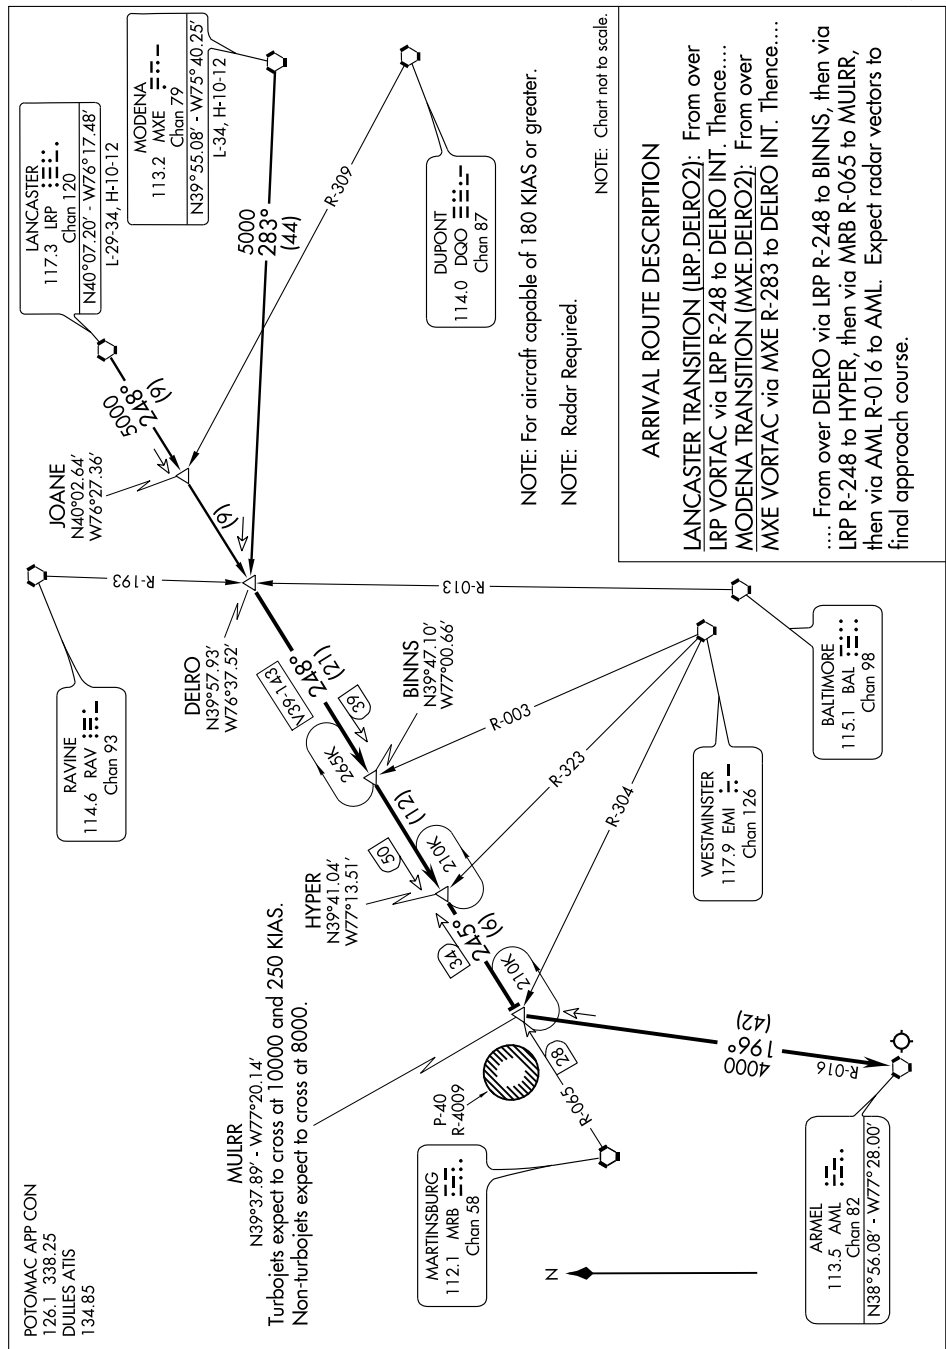 POTOMAC APP CON
126.1 338.25
DULLES ATIS
134.85
LANCASTER
117.3 LRP
Chan 120
N40°07.20' - W76°17.48'
L-29-34, H-10-12
MODENA
113.2 MXE
Chan 79
N39°55.08' - W75°40.25'
L-34, H-10-12
RAVINE
114.6 RAV
Chan 93
JOANE
N40°02.64'
W76°27.36'
5000
248°
(9)
(9)
5000
283°
(44)
R-309
DUPONT
114.0 DQO
Chan 87
R-193
DELRO
N39°57.93'
W76°37.52'
R-013
V39-143
248°
(21)
39
265K
BINNS
N39°47.10'
W77°00.66'
R-003
R-323
R-304
(12)
50
210K
HYPER
N39°41.04'
W77°13.51'
34
245°
(6)
210K
MULRR
N39°37.89' - W77°20.14'
Turbojets expect to cross at 10000 and 250 KIAS.
Non-turbojets expect to cross at 8000.
P-40
R-4009
28
R-065
MARTINSBURG
112.1 MRB
Chan 58
4000
196°
(42)
R-016
ARMEL
113.5 AML
Chan 82
N38°56.08' - W77°28.00'
WESTMINSTER
117.9 EMI
Chan 126
BALTIMORE
115.1 BAL
Chan 98
N
NOTE: For aircraft capable of 180 KIAS or greater.
NOTE: Radar Required.
NOTE: Chart not to scale.
ARRIVAL ROUTE DESCRIPTION
LANCASTER TRANSITION (LRP.DELRO2): From over
LRP VORTAC via LRP R-248 to DELRO INT. Thence....
MODENA TRANSITION (MXE.DELRO2): From over
MXE VORTAC via MXE R-283 to DELRO INT. Thence....
.... From over DELRO via LRP R-248 to BINNS, then via
LRP R-248 to HYPER, then via MRB R-065 to MULRR,
then via AML R-016 to AML. Expect radar vectors to
final approach course.